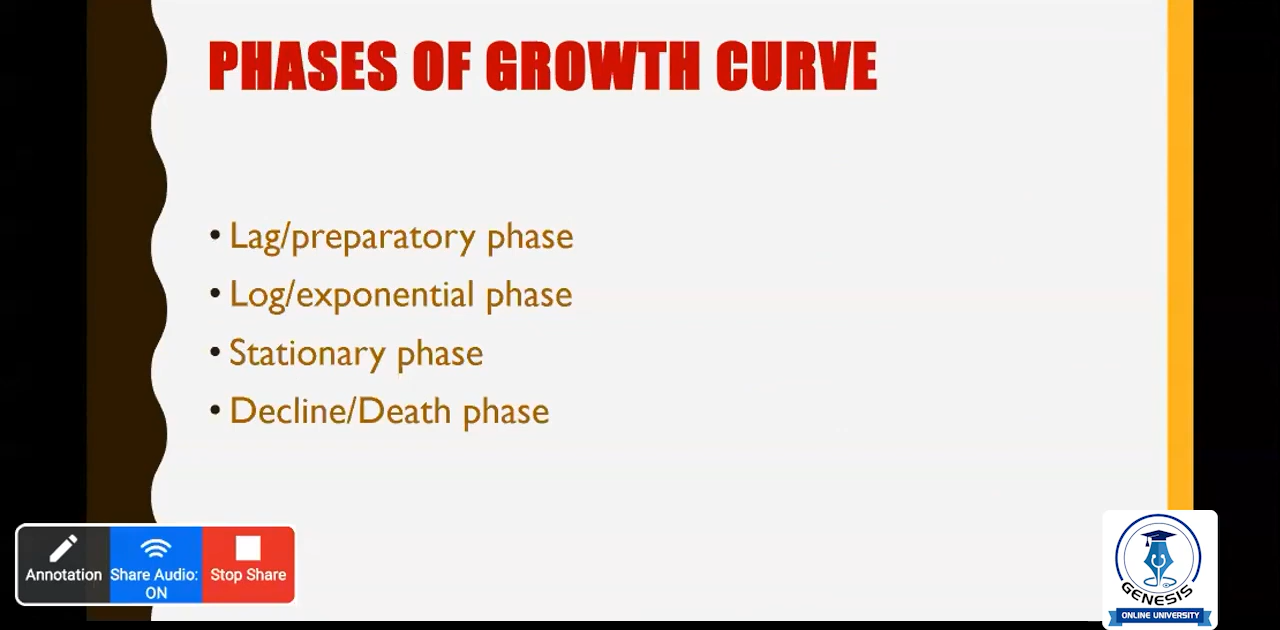 PHASES OF GROWTH CURVE
• Lag/preparatory phase
• Log/exponential phase
• Stationary phase
• Decline/Death phase
Annotation
Share Audio:
ON
Stop Share
GENESIS
ONLINE UNIVERSITY